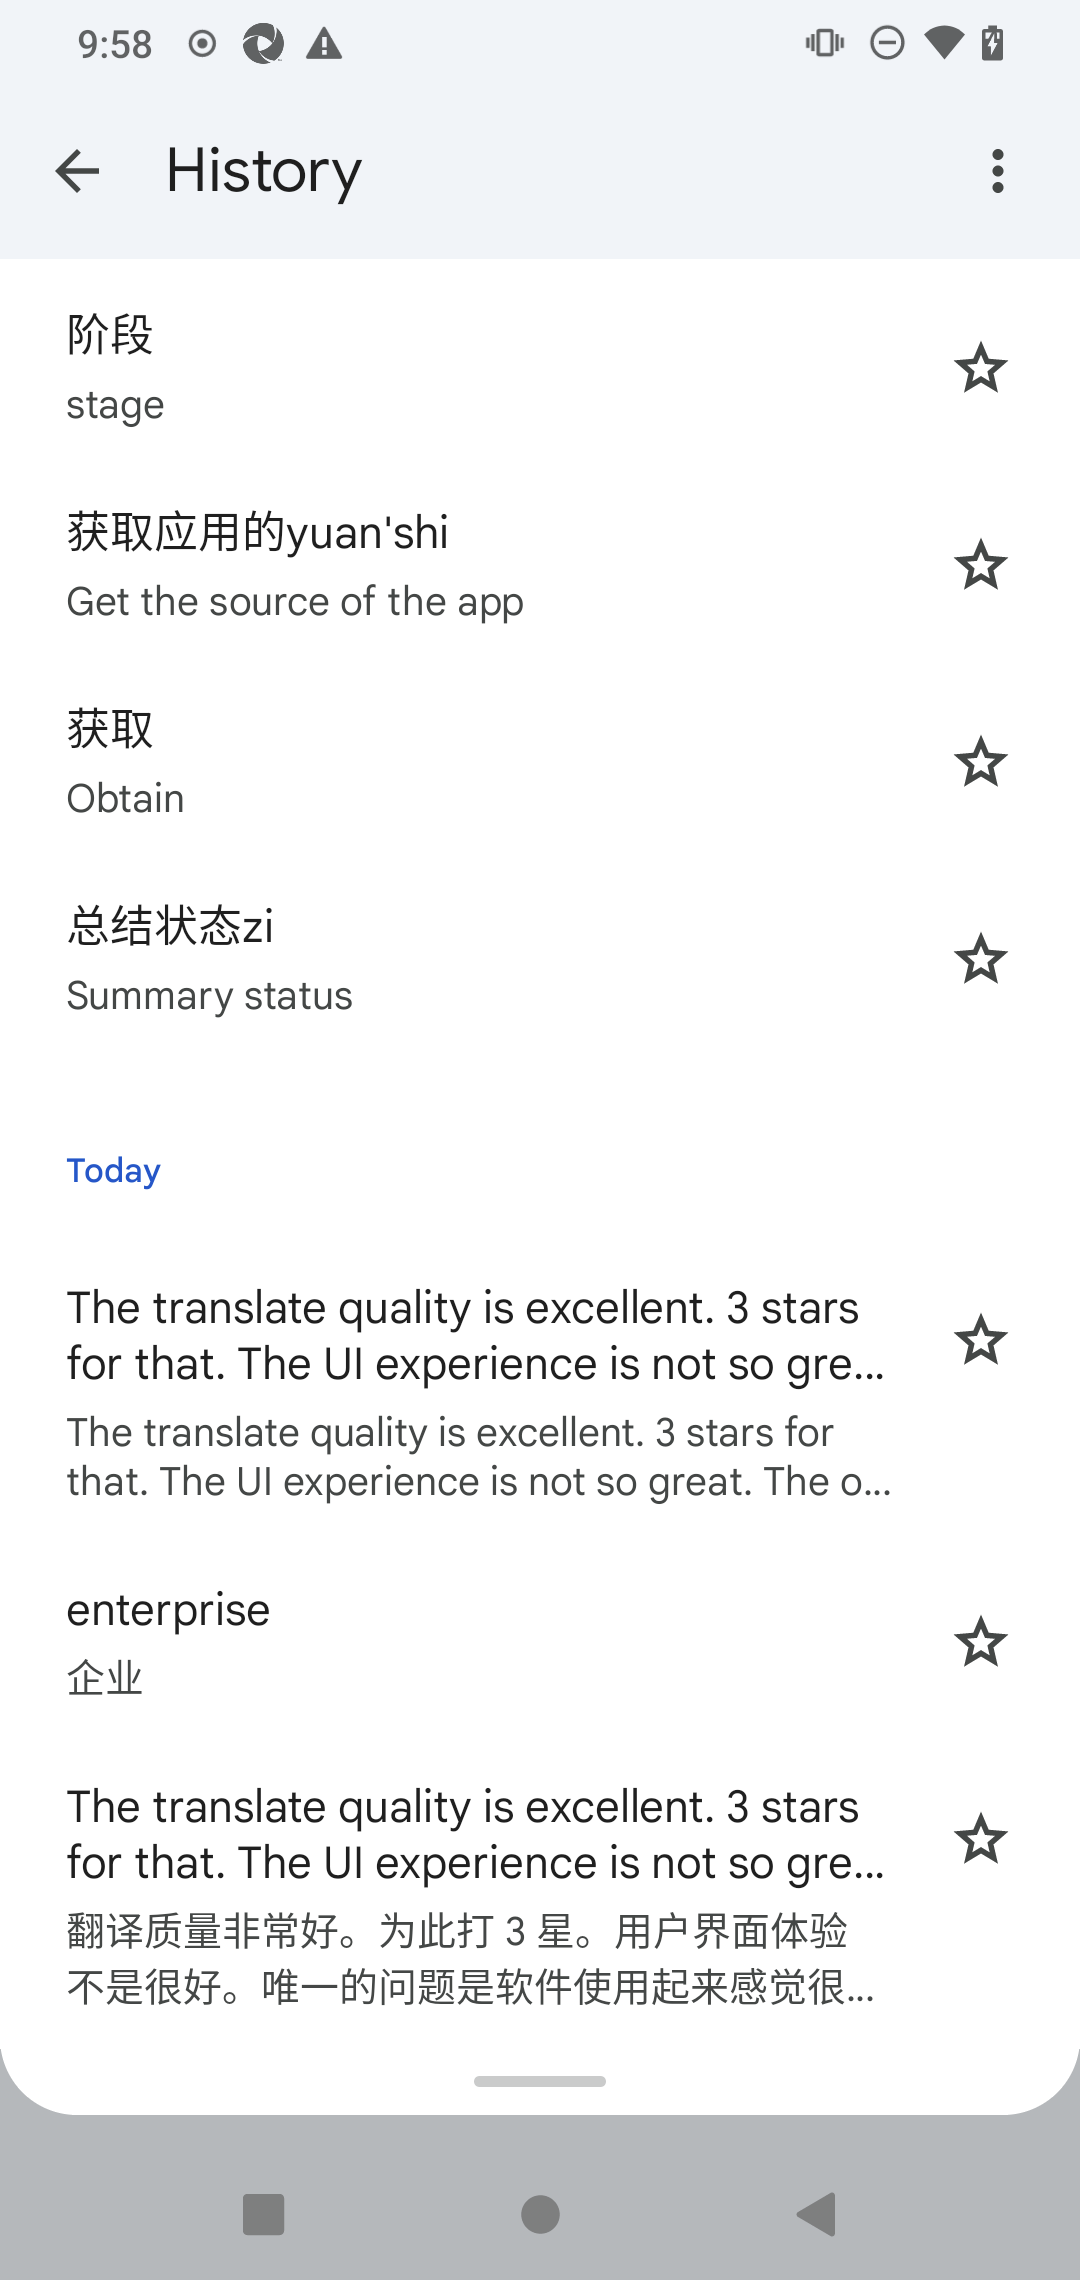 9:58
History
阶段
stage
获取应用的yuan'shi
Get the source of the app
获取
Obtain
总结状态zi
Summary status
Today
The translate quality is excellent. 3 stars
for that. The UI experience is not so gre...
The translate quality is excellent. 3 stars for
that. The UI experience is not so great. The o...
enterprise
企业
The translate quality is excellent. 3 stars
for that. The UI experience is not so gre...
翻译质量非常好。为此打 3 星。用户界面体验
不是很好。唯一的问题是软件使用起来感觉很...